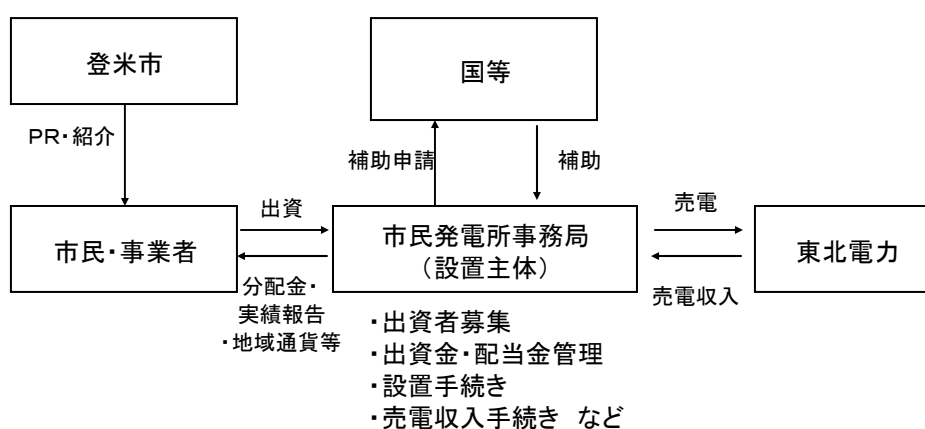 登米市
国等
PR・紹介
補助申請
補助
市民・事業者
出資
分配金・
実績報告
・地域通貨等
市民発電所事務局
（設置主体）
売電
売電収入
東北電力
・出資者募集
・出資金・配当金管理
・設置手続き
・売電収入手続き など